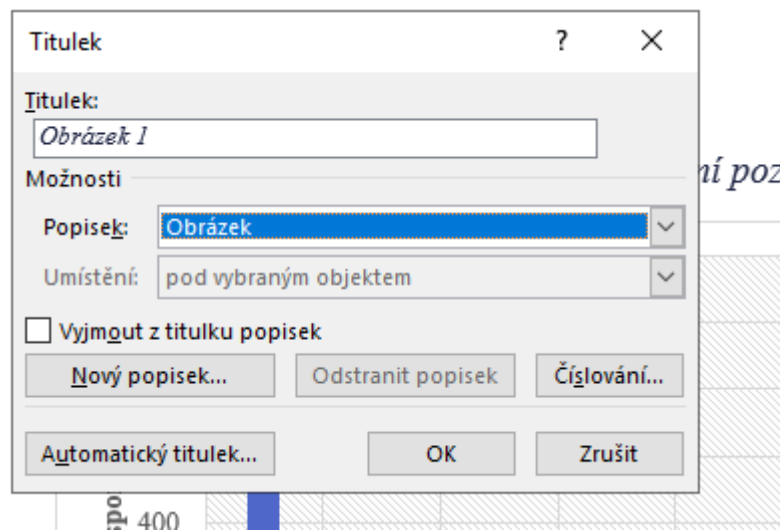 Titulek ? ×
Titulek:
Obrázek 1
ní poz
Možnosti
Popisek: Obrázek
Umístění: pod vybraným objektem
Vyjmout z titulku popisek
Nový popisek... Odstranit popisek Číslování...
Automatický titulek... OK Zrušit
spo
400